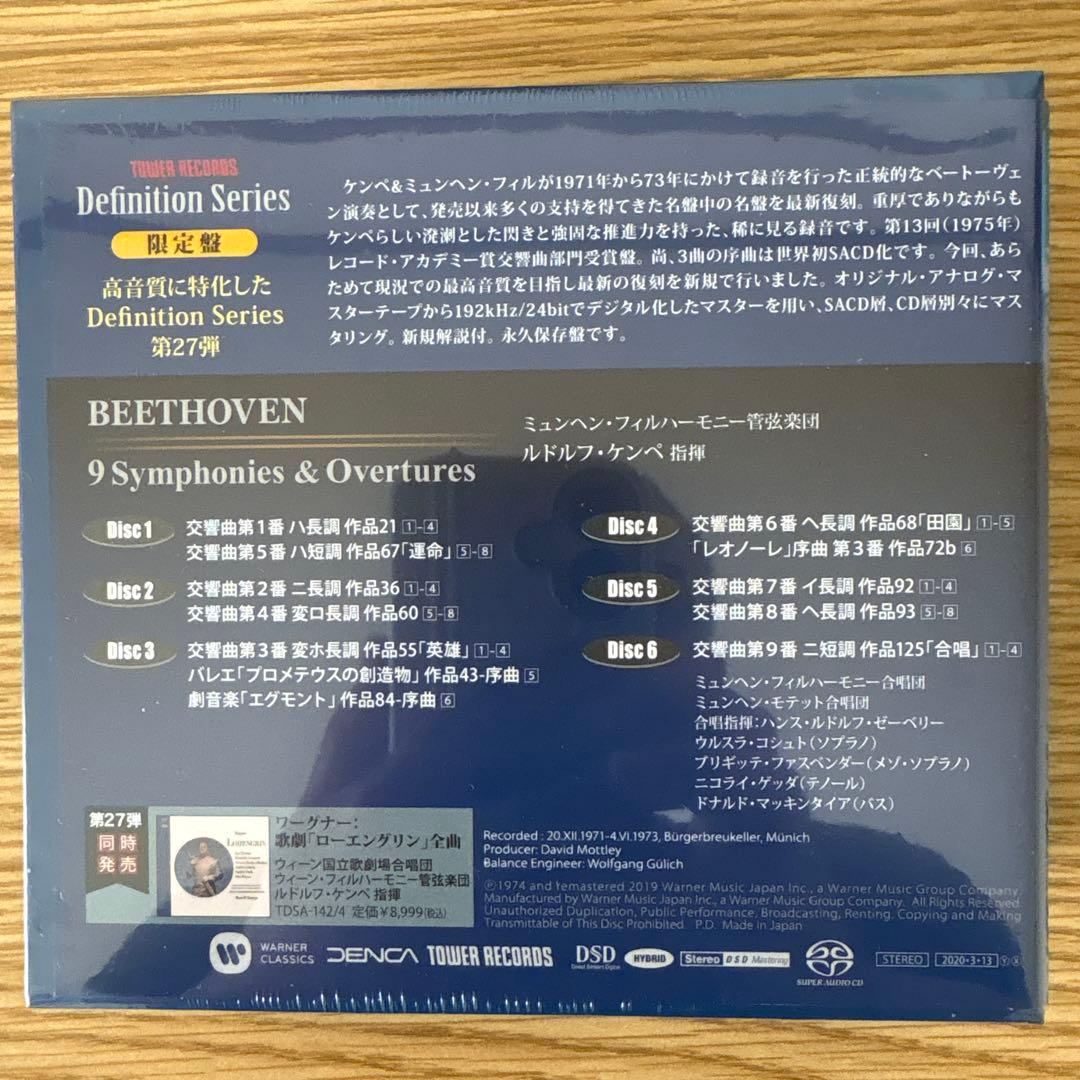 TOWER RECORDS
Definition Series
限定盤
高音質に特化した
Definition Series
第27弾
ケンペ&ミュンヘン・フィルが1971年から73年にかけて録音を行った正統的なベートーヴェ
ン演奏として、発売以来多くの支持を得てきた名盤中の名盤を最新復刻。重厚でありながらも
ケンペらしい溌溂とした閃きと強固な推進力を持った、稀に見る録音です。第13回(1975年)
レコード・アカデミー賞交響曲部門受賞盤。尚、3曲の序曲は世界初SACD化です。今回、あら
ためて現況での最高音質を目指し最新の復刻を新規で行いました。オリジナル・アナログ・マ
スターテープから192kHz/24bitでデジタル化したマスターを用い、SACD層、CD層別々にマス
タリング。新規解説付。永久保存盤です。
BEETHOVEN
9 Symphonies & Overtures
ミュンヘン・フィルハーモニー管弦楽団
ルドルフ・ケンペ 指揮
Disc 1
交響曲第1番 ハ長調 作品21 1-4
交響曲第5番 ハ短調 作品67「運命」 5-8
Disc 2
交響曲第2番 ニ長調 作品36 1-4
交響曲第4番 変ロ長調 作品60 5-8
Disc 3
交響曲第3番 変ホ長調 作品55「英雄」 1-4
バレエ「プロメテウスの創造物」 作品43-序曲 5
劇音楽「エグモント」 作品84-序曲 6
Disc 4
交響曲第6番 ヘ長調 作品68「田園」 1-5
「レオノーレ」序曲 第3番 作品72b 6
Disc 5
交響曲第7番 イ長調 作品92 1-4
交響曲第8番 ヘ長調 作品93 5-8
Disc 6
交響曲第9番 ニ短調 作品125「合唱」 1-4
ミュンヘン・フィルハーモニー合唱団
ミュンヘン・モテット合唱団
合唱指揮:ハンス・ルドルフ・ゼーベリー
ウルスラ・コシュト(ソプラノ)
ブリギッテ・ファスベンダー(メゾ・ソプラノ)
ニコライ・ゲッダ(テノール)
ドナルド・マッキンタイア(バス)
第27弾
同時
発売
LOHENGRIN
ワーグナー:
歌劇「ローエングリン」全曲
ウィーン国立歌劇場合唱団
ウィーン・フィルハーモニー管弦楽団
ルドルフ・ケンペ 指揮
TDSA-142/4 定価¥8,999(税込)
Recorded : 20.XII.1971-4.VI.1973, Bürgerbreukeller, Münich
Producer: David Mottley
Balance Engineer: Wolfgang Gülich
Ⓟ1974 and remastered 2019 Warner Music Japan Inc., a Warner Music Group Company.
Manufactured by Warner Music Japan Inc., a Warner Music Group Company. All Rights Reserved.
Unauthorized Duplication, Public Performance, Broadcasting, Renting, Copying and Making
Transmittable of This Disc Prohibited. P.D. Made in Japan
WARNER
CLASSICS
DENCA
TOWER RECORDS
DSD
Direct Stream Digital
HYBRID
Stereo DSD Mastering
SUPER AUDIO CD
STEREO
2020・3・13 Ⓨ Ⓧ